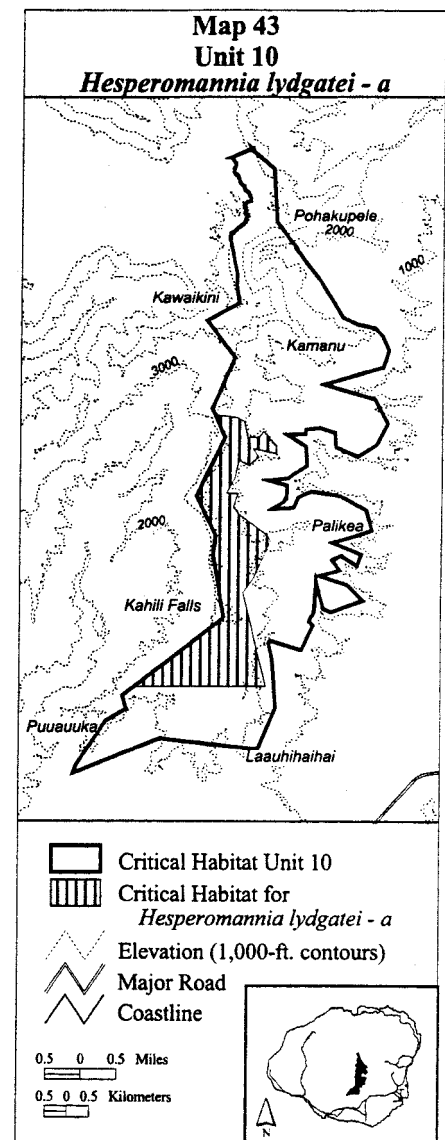 Map 43
Unit 10
Hesperomannia lydgatei - a
Pohakupele
2000
1000
Kawaikini
Kamanu
3000
2000
Palikea
Kahili Falls
Puuauuka
Laauhihaihai
Critical Habitat Unit 10
Critical Habitat for
Hesperomannia lydgatei - a
Elevation (1,000-ft. contours)
Major Road
Coastline
0.5 0 0.5 Miles
0.5 0 0.5 Kilometers
N